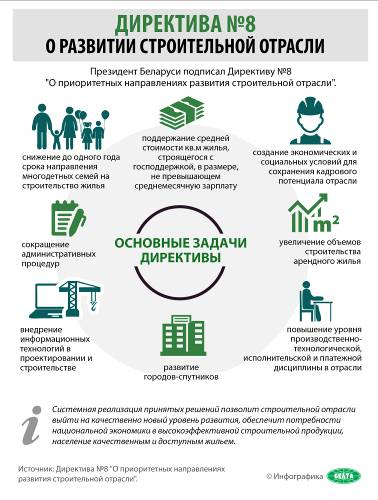 ДИРЕКТИВА №8
О РАЗВИТИИ СТРОИТЕЛЬНОЙ ОТРАСЛИ
Президент Беларуси подписал Директиву №8
"О приоритетных направлениях развития строительной отрасли".
снижение до одного года
срока направления
многодетных семей на
строительство жилья
поддержание средней
стоимости кв.м жилья,
строящегося с
господдержкой, в размере,
не превышающем
среднемесячную зарплату
создание экономических и
социальных условий для
сохранения кадрового
потенциала отрасли
сокращение
административных
процедур
ОСНОВНЫЕ ЗАДАЧИ
ДИРЕКТИВЫ
m²
увеличение объемов
строительства
арендного жилья
внедрение
информационных
технологий в
проектировании и
строительстве
развитие
городов-спутников
повышение уровня
производственно-
технологической,
исполнительской и платежной
дисциплины в отрасли
i
Системная реализация принятых решений позволит строительной отрасли
выйти на качественно новый уровень развития, обеспечит потребности
национальной экономики в высокоэффективной строительной продукции,
население качественным и доступным жильем.
Источник: Директива №8 "О приоритетных направлениях
развития строительной отрасли".
© Инфографика
БЕЛТА